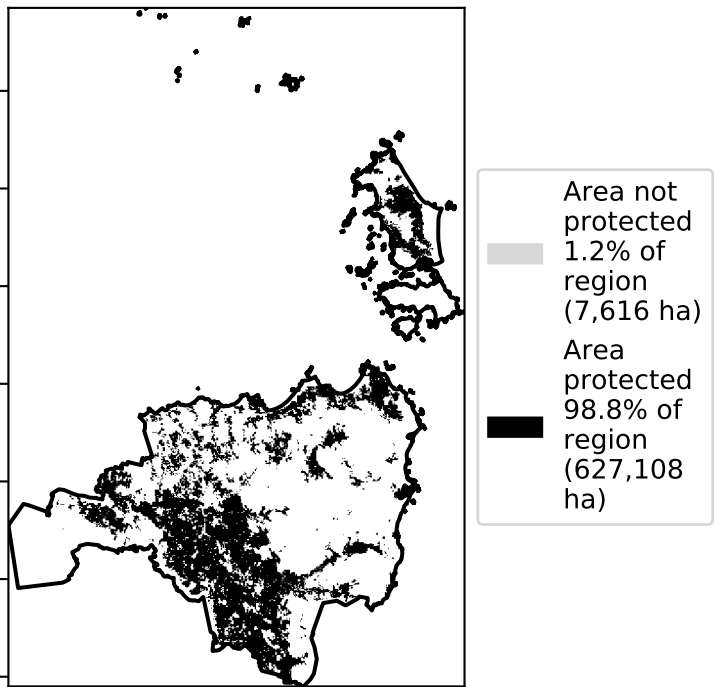 Area not
protected
1.2% of
region
(7,616 ha)
Area
protected
98.8% of
region
(627,108
ha)